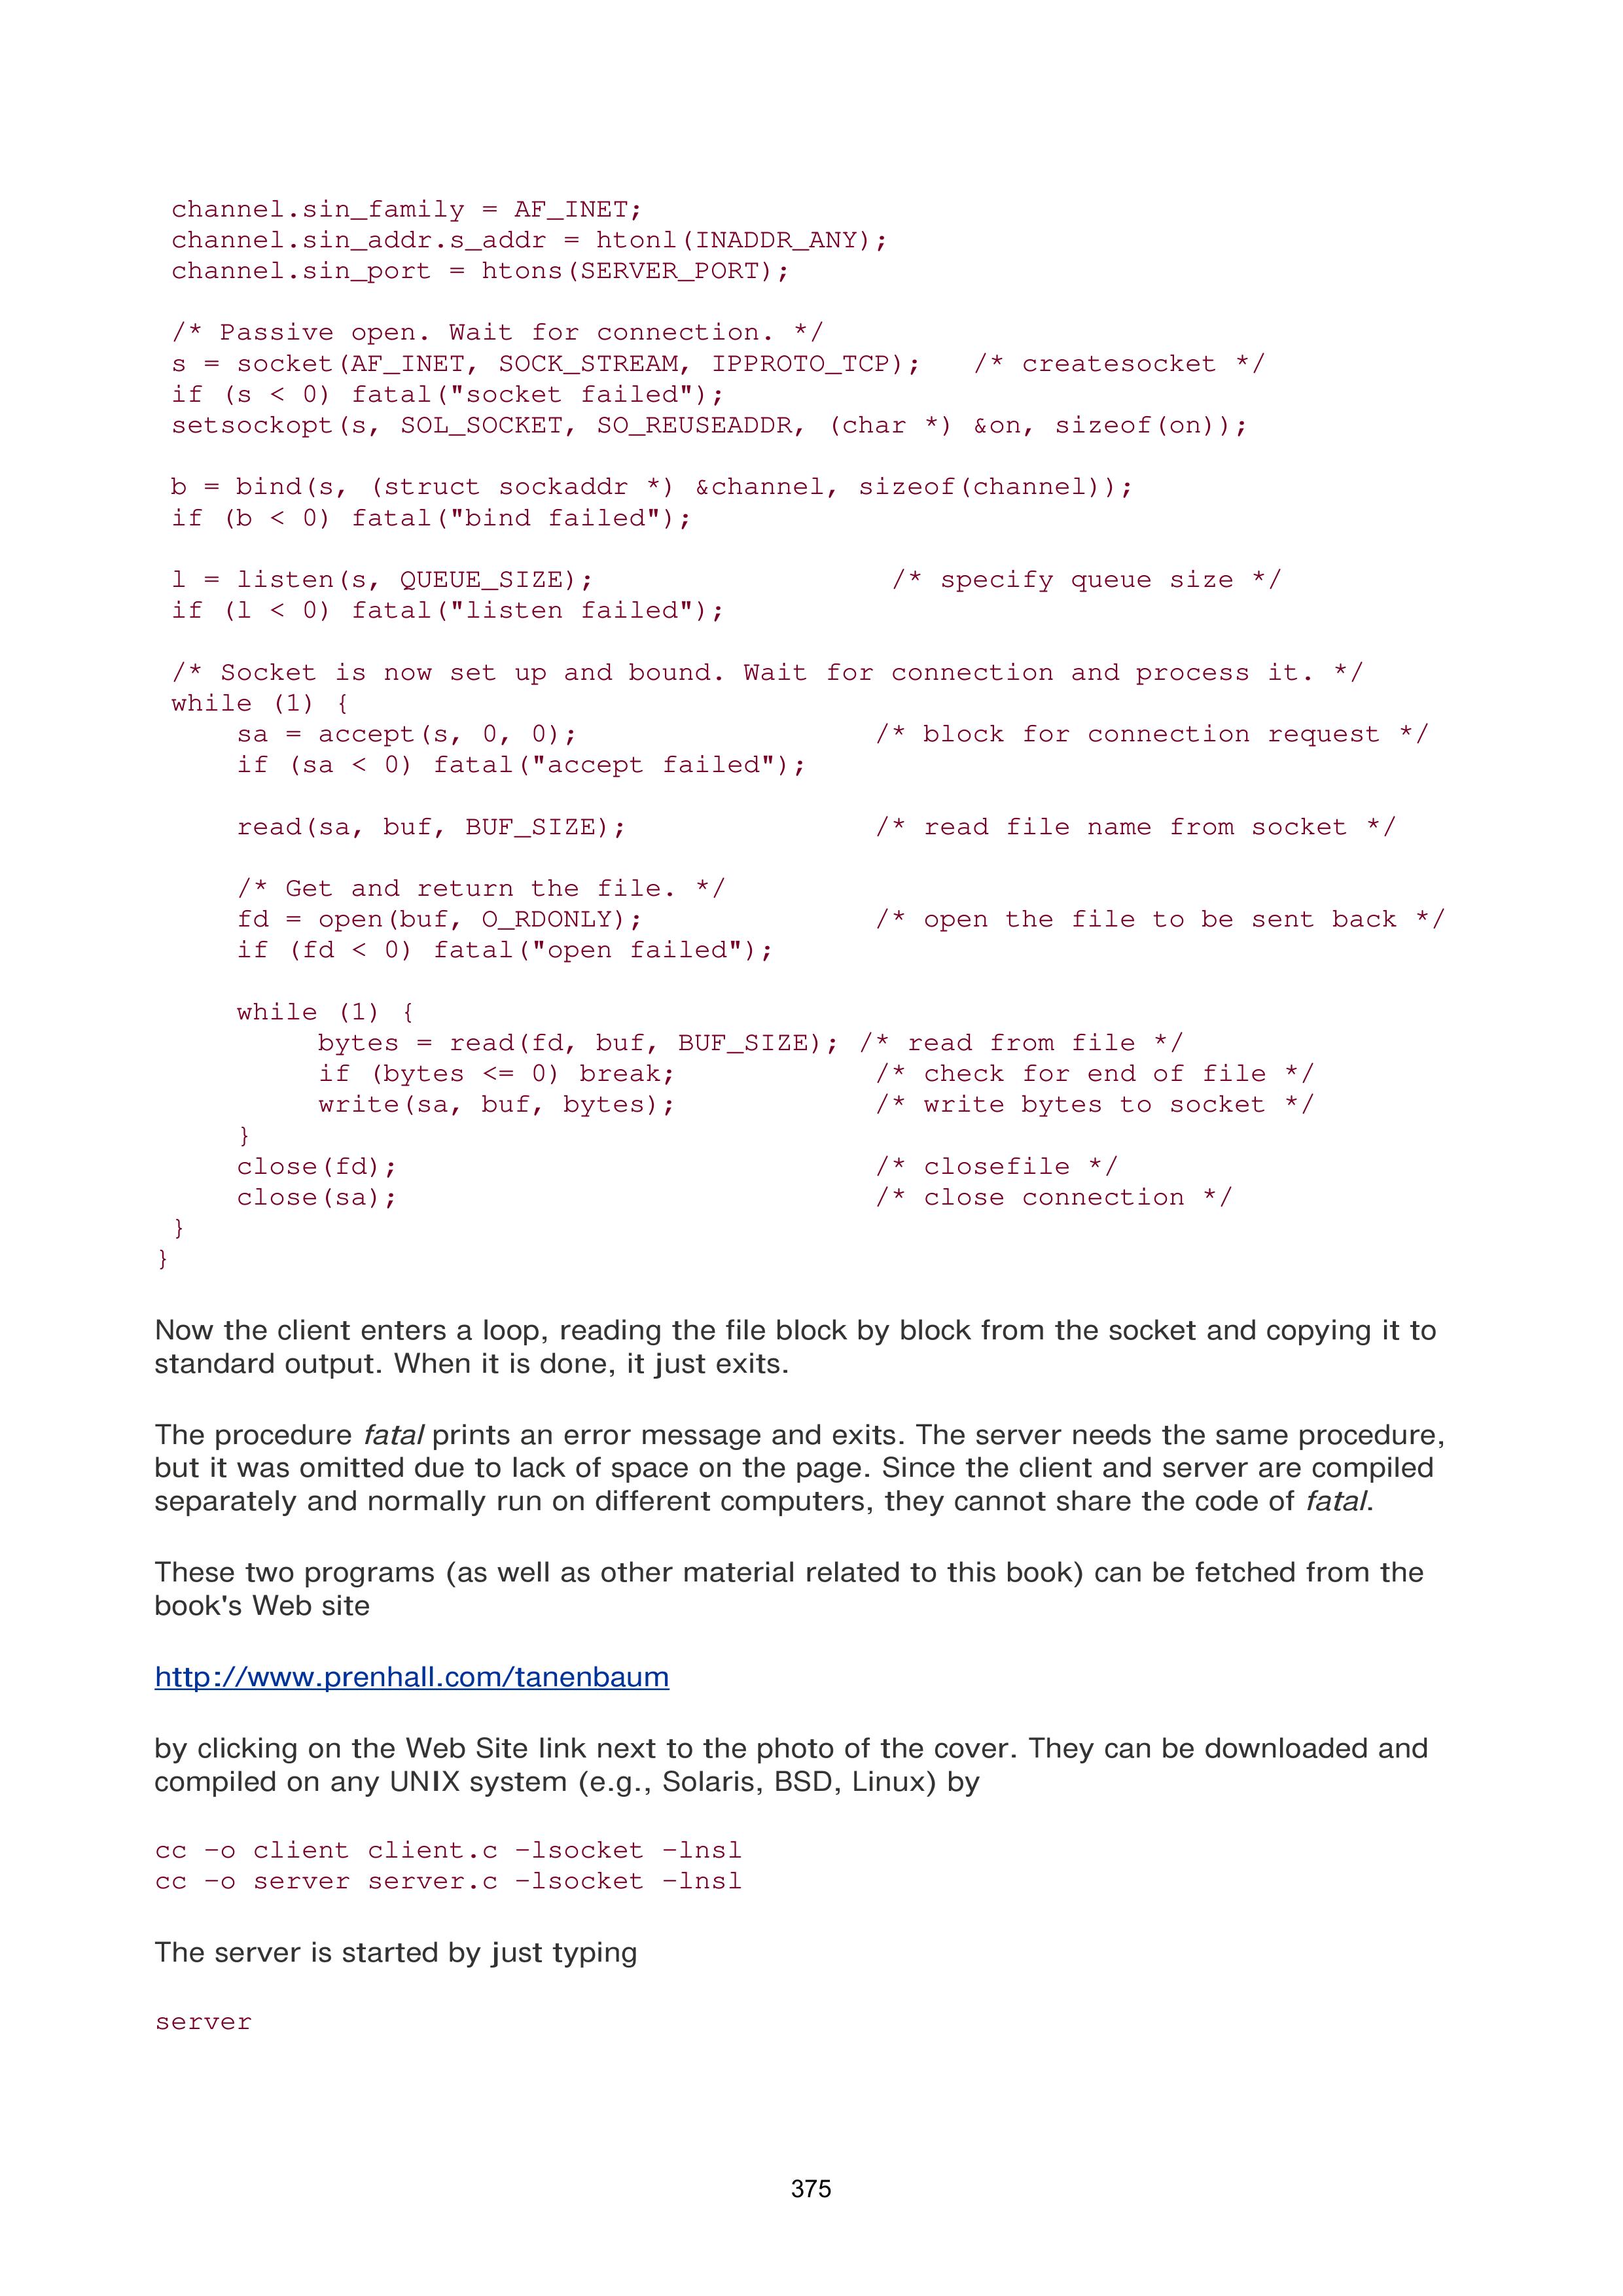 channel.sin_family = AF_INET;
channel.sin_addr.s_addr = htonl(INADDR_ANY);
channel.sin_port = htons(SERVER_PORT);
/* Passive open. Wait for connection. */
s = socket(AF_INET, SOCK_STREAM, IPPROTO_TCP);   /* createsocket */
if (s < 0) fatal("socket failed");
setsockopt(s, SOL_SOCKET, SO_REUSEADDR, (char *) &on, sizeof(on));
b = bind(s, (struct sockaddr *) &channel, sizeof(channel));
if (b < 0) fatal("bind failed");
l = listen(s, QUEUE_SIZE);                  /* specify queue size */
if (l < 0) fatal("listen failed");
/* Socket is now set up and bound. Wait for connection and process it. */
while (1) {
    sa = accept(s, 0, 0);                  /* block for connection request */
    if (sa < 0) fatal("accept failed");
    read(sa, buf, BUF_SIZE);               /* read file name from socket */
    /* Get and return the file. */
    fd = open(buf, O_RDONLY);              /* open the file to be sent back */
    if (fd < 0) fatal("open failed");
    while (1) {
         bytes = read(fd, buf, BUF_SIZE); /* read from file */
         if (bytes <= 0) break;            /* check for end of file */
         write(sa, buf, bytes);            /* write bytes to socket */
    }
    close(fd);                             /* closefile */
    close(sa);                             /* close connection */
 }
}
Now the client enters a loop, reading the file block by block from the socket and copying it to
standard output. When it is done, it just exits.
The procedure fatal prints an error message and exits. The server needs the same procedure,
but it was omitted due to lack of space on the page. Since the client and server are compiled
separately and normally run on different computers, they cannot share the code of fatal.
These two programs (as well as other material related to this book) can be fetched from the
book's Web site
http://www.prenhall.com/tanenbaum
by clicking on the Web Site link next to the photo of the cover. They can be downloaded and
compiled on any UNIX system (e.g., Solaris, BSD, Linux) by
cc -o client client.c -lsocket -lnsl
cc -o server server.c -lsocket -lnsl
The server is started by just typing
server
375